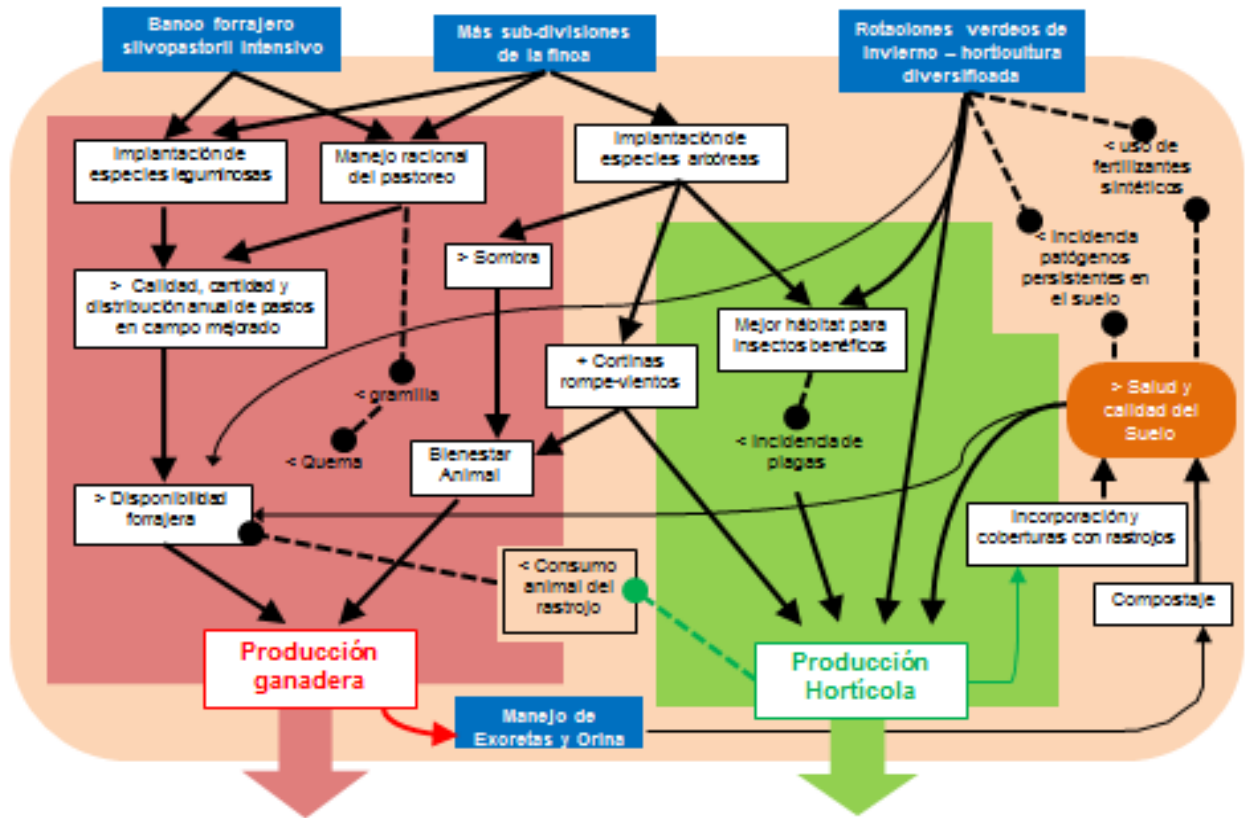 Banco forrajero
silvopastoril intensivo
Más sub-divisiones
de la finca
Rotaciones verdeos de
invierno – horticultura
diversificada
Implantación de
especies leguminosas
Manejo racional
del pastoreo
Implantación de
especies arbóreas
< uso de
fertilizantes
sintéticos
> Sombra
< Incidencia
patógenos
persistentes en
el suelo
> Calidad, cantidad y
distribución anual de pastos
en campo mejorado
Mejor hábitat para
insectos benéficos
+ Cortinas
rompe-vientos
< gramilla
> Salud y
calidad del
Suelo
< Quema
Bienestar
Animal
< Incidencia de
plagas
> Disponibilidad
forrajera
Incorporación y
coberturas con rastrojos
< Consumo
animal del
rastrojo
Compostaje
Producción
ganadera
Producción
Hortícola
Manejo de
Excretas y Orina